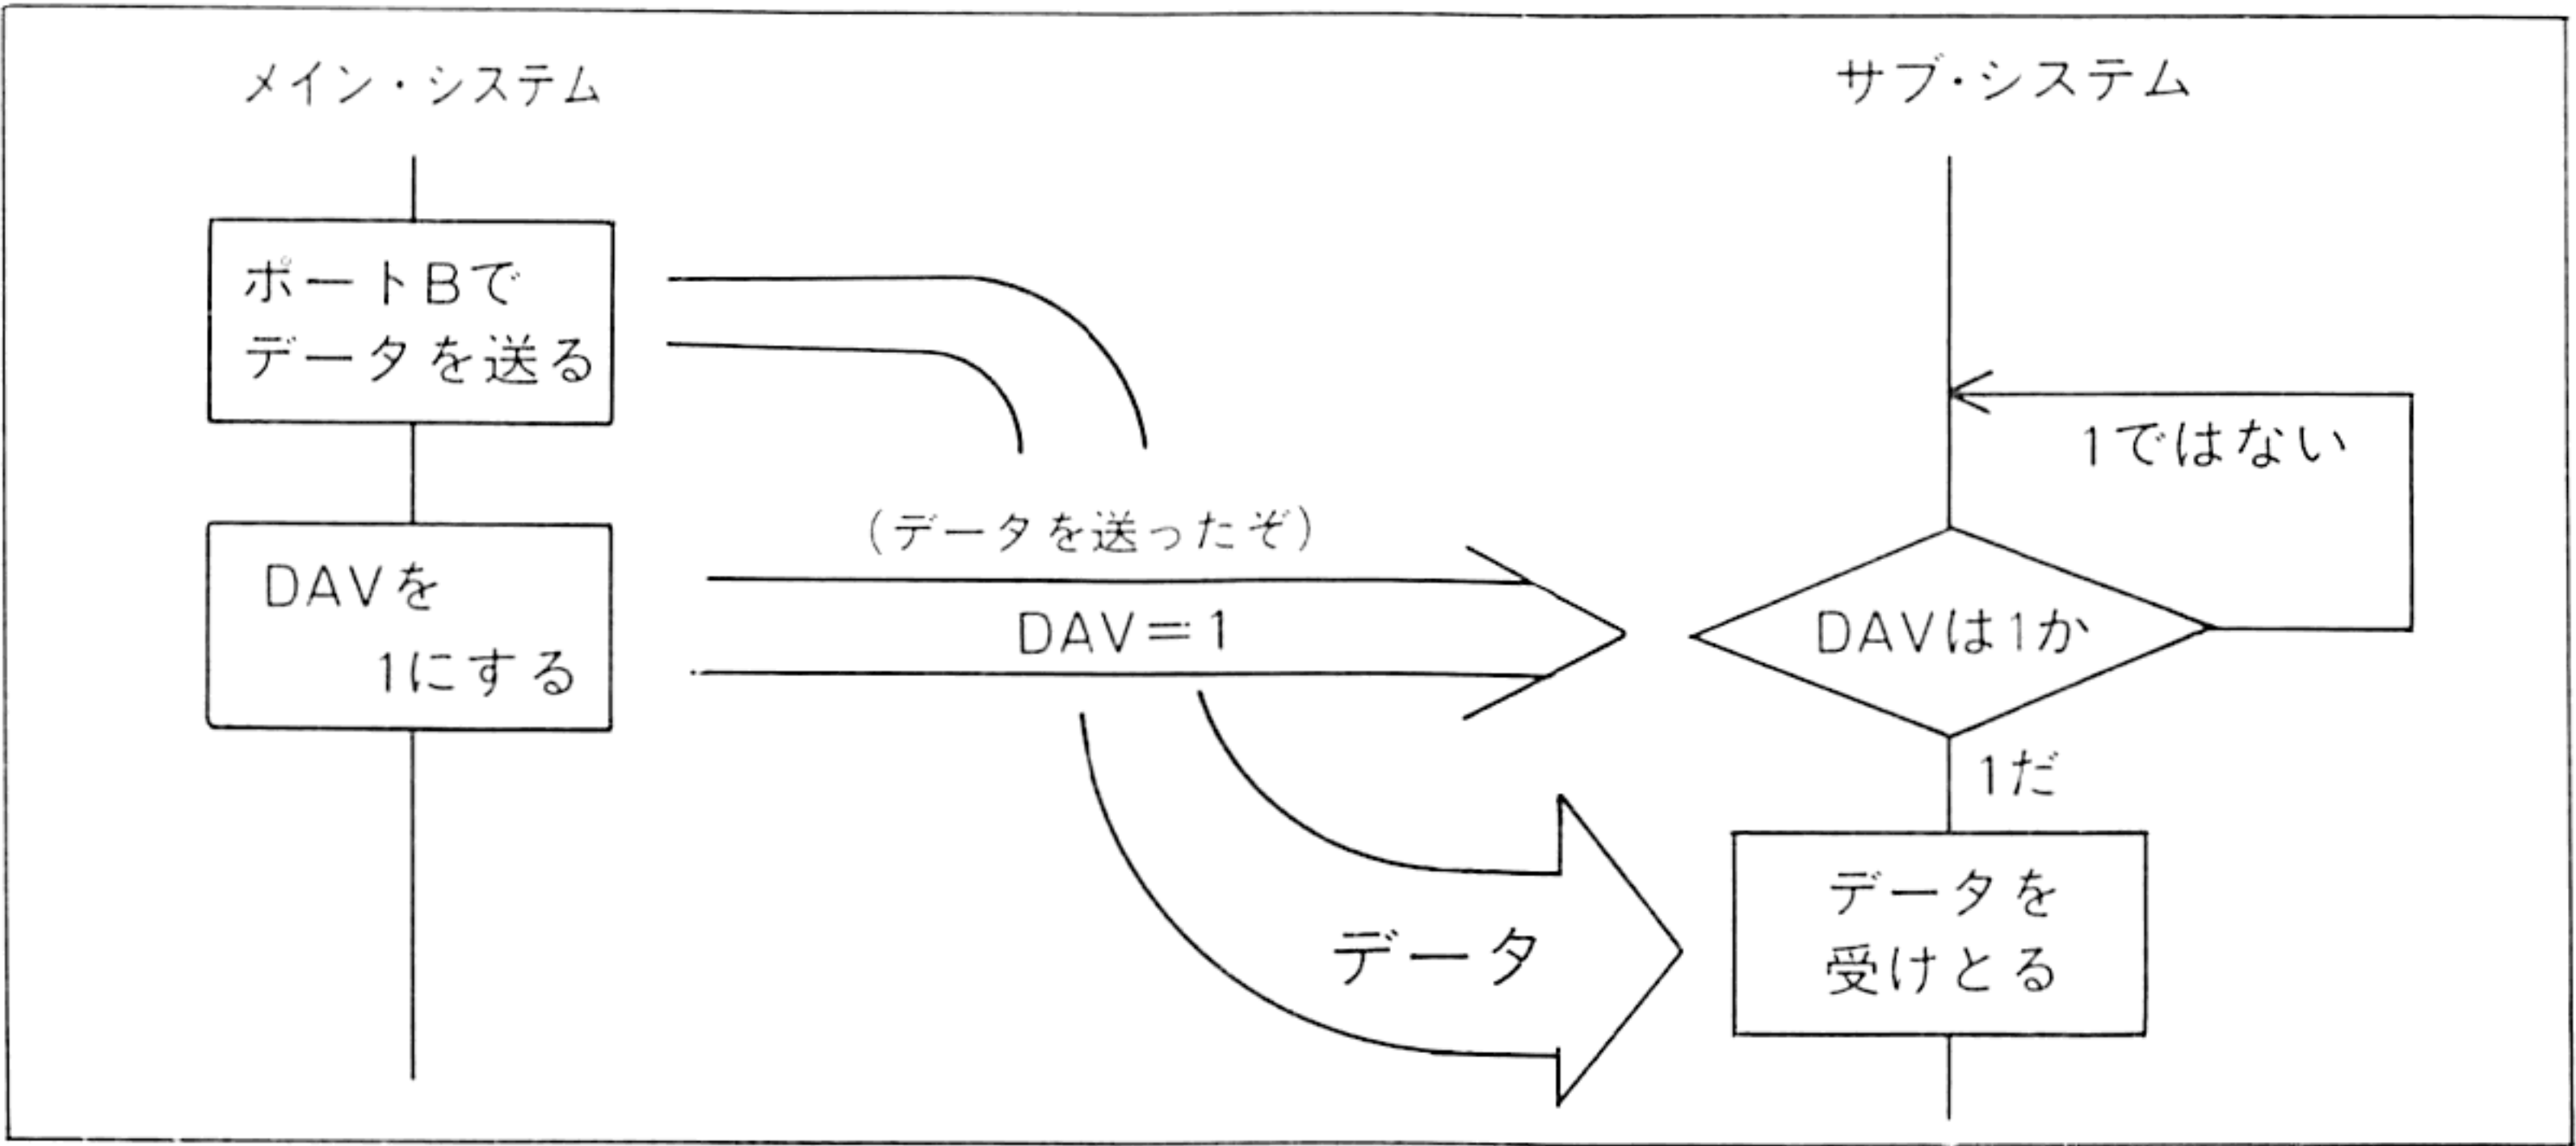 メイン・システム
サブ・システム
ポートBで
データを送る
1ではない
(データを送ったぞ)
DAVを
1にする
DAV=1
DAVは1か
1だ
データ
データを
受けとる